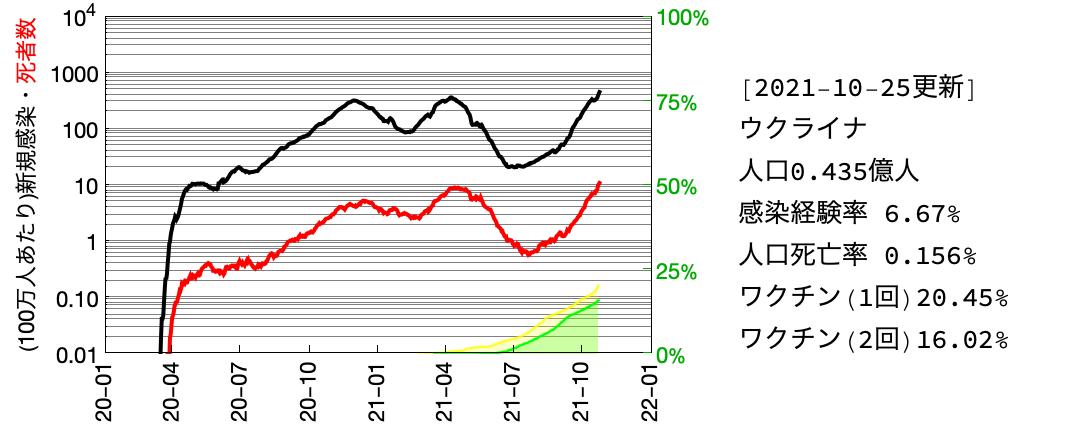 (100万人あたり)新規感染・死者数
10^4
1000
100
10
1
0.10
0.01
100%
75%
50%
25%
0%
20-01
20-04
20-07
20-10
21-01
21-04
21-07
21-10
22-01
[2021-10-25更新]
ウクライナ
人口0.435億人
感染経験率 6.67%
人口死亡率 0.156%
ワクチン(1回)20.45%
ワクチン(2回)16.02%